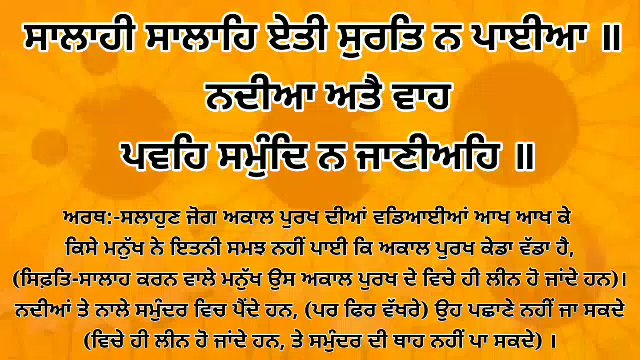 ਸਾਲਾਹੀ ਸਾਲਾਹਿ ਏਤੀ ਸੁਰਤਿ ਨ ਪਾਈਆ ॥
ਨਦੀਆ ਅਤੈ ਵਾਹ
ਪਵਹਿ ਸਮੁੰਦਿ ਨ ਜਾਣੀਅਹਿ ॥
ਅਰਥ:-ਸਲਾਹੁਣ ਜੋਗ ਅਕਾਲ ਪੁਰਖ ਦੀਆਂ ਵਡਿਆਈਆਂ ਆਖ ਆਖ ਕੇ
ਕਿਸੇ ਮਨੁੱਖ ਨੇ ਇਤਨੀ ਸਮਝ ਨਹੀਂ ਪਾਈ ਕਿ ਅਕਾਲ ਪੁਰਖ ਕੇਡਾ ਵੱਡਾ ਹੈ,
(ਸਿਫ਼ਤਿ-ਸਾਲਾਹ ਕਰਨ ਵਾਲੇ ਮਨੁੱਖ ਉਸ ਅਕਾਲ ਪੁਰਖ ਦੇ ਵਿਚੇ ਹੀ ਲੀਨ ਹੋ ਜਾਂਦੇ ਹਨ)।
ਨਦੀਆਂ ਤੇ ਨਾਲੇ ਸਮੁੰਦਰ ਵਿਚ ਪੈਂਦੇ ਹਨ, (ਪਰ ਫਿਰ ਵੱਖਰੇ) ਉਹ ਪਛਾਣੇ ਨਹੀਂ ਜਾ ਸਕਦੇ
(ਵਿਚੇ ਹੀ ਲੀਨ ਹੋ ਜਾਂਦੇ ਹਨ, ਤੇ ਸਮੁੰਦਰ ਦੀ ਥਾਹ ਨਹੀਂ ਪਾ ਸਕਦੇ) ।